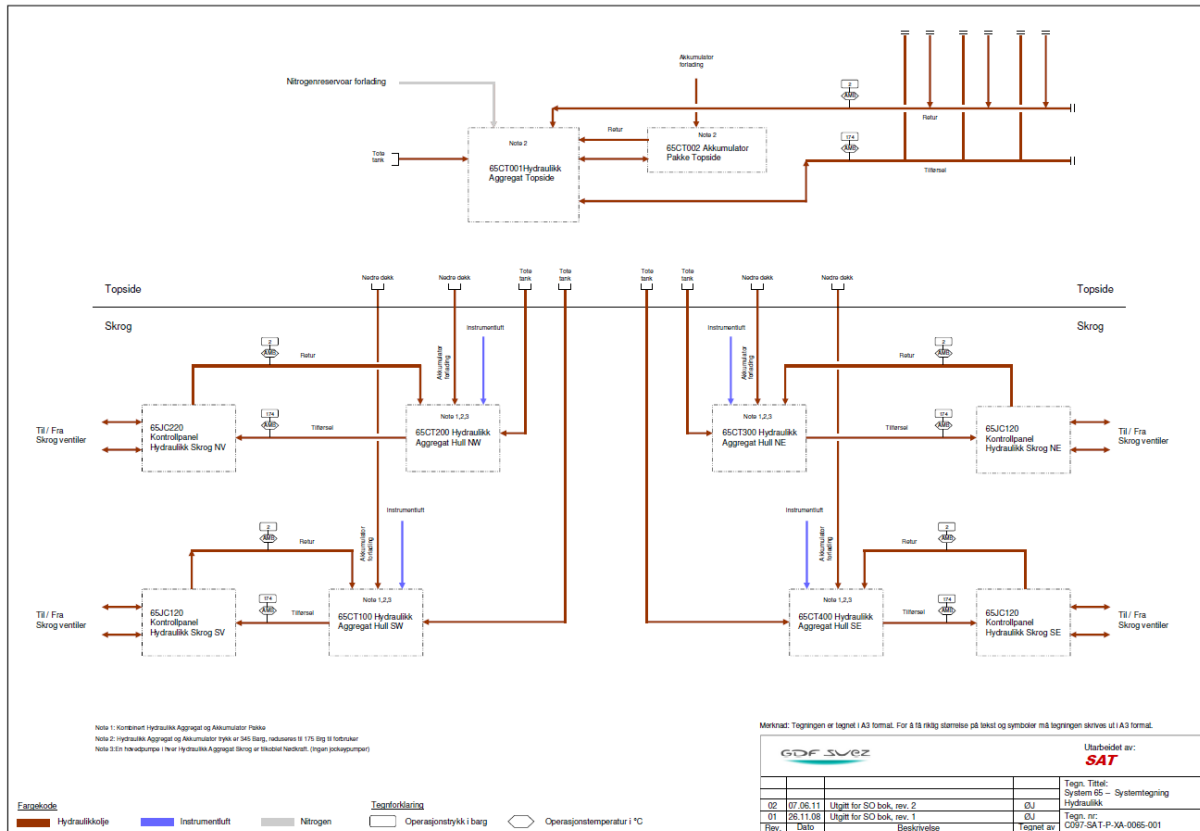 Nitrogenreservoar forlading
Akkumulator
forlading
2
AMB
Retur
174
AMB
Tilførsel
Tote
tank
Note 2
65CT001Hydraulikk
Aggregat Topside
Retur
Note 2
65CT002 Akkumulator
Pakke Topside
Topside
Nedre dekk
Nedre dekk
Tote
tank
Tote
tank
Tote
tank
Tote
tank
Nedre dekk
Nedre dekk
Topside
Skrog
Skrog
2
AMB
Retur
Akkumulator
forlading
Instrumentluft
174
AMB
Tilførsel
Til / Fra
Skrog ventiler
65JC220
Kontrollpanel
Hydraulikk Skrog NV
Note 1,2,3
65CT200 Hydraulikk
Aggregat Hull NW
Instrumentluft
Akkumulator
forlading
2
AMB
Retur
174
AMB
Tilførsel
Note 1,2,3
65CT300 Hydraulikk
Aggregat Hull NE
65JC120
Kontrollpanel
Hydraulikk Skrog NE
Til / Fra
Skrog ventiler
2
AMB
Retur
Akkumulator
forlading
Instrumentluft
174
AMB
Tilførsel
Til / Fra
Skrog ventiler
65JC120
Kontrollpanel
Hydraulikk Skrog SV
Note 1,2,3
65CT100 Hydraulikk
Aggregat Hull SW
Instrumentluft
Akkumulator
forlading
2
AMB
Retur
174
AMB
Tilførsel
Note 1,2,3
65CT400 Hydraulikk
Aggregat Hull SE
65JC120
Kontrollpanel
Hydraulikk Skrog SE
Til / Fra
Skrog ventiler
Note 1: Kombinert Hydraulikk Aggregat og Akkumulator Pakke
Note 2: Hydraulikk Aggregat og Akkumulator trykk er 345 Barg, reduseres til 175 Brg til forbruker
Note 3:En hovedpumpe i hver Hydraulikk Aggregat Skrog er tilkoblet Nødkraft. (Ingen jockeypumper)
Merknad: Tegningen er tegnet i A3 format. For å få riktig størrelse på tekst og symboler må tegningen skrives ut i A3 format.
GDF SUEZ
Utarbeidet av:
SAT
Tegn. Tittel:
System 65 – Systemtegning
Hydraulikk
02 07.06.11 Utgitt for SO bok, rev. 2 ØJ
01 26.11.08 Utgitt for SO bok, rev. 1 ØJ
Rev. Dato Beskrivelse Tegnet av
Tegn. nr:
C097-SAT-P-XA-0065-001
Fargekode
Hydraulikkolje
Instrumentluft
Nitrogen
Tegnforklaring
Operasjonstrykk i barg
Operasjonstemperatur i °C